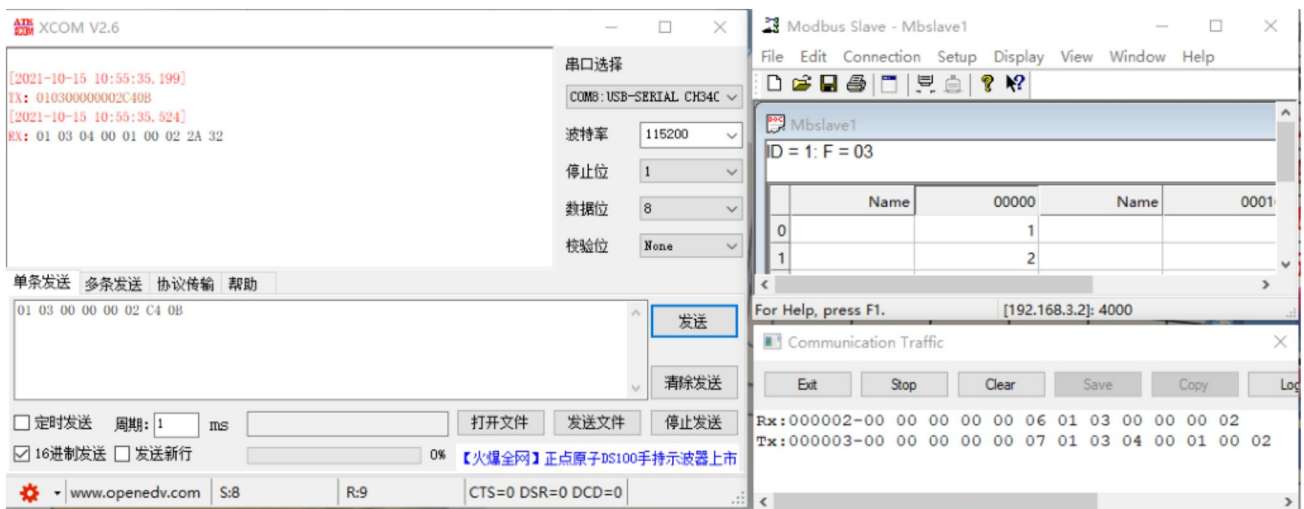 XCOM V2.6
[2021-10-15 10:55:35.199]
TX: 010300000002C40B
[2021-10-15 10:55:35.524]
RX: 01 03 04 00 01 00 02 2A 32
串口选择
COM8:USB-SERIAL CH34C
波特率 115200
停止位 1
数据位 8
校验位 None
单条发送 多条发送 协议传输 帮助
01 03 00 00 00 02 C4 0B
发送
清除发送
定时发送 周期: 1 ms 打开文件 发送文件 停止发送
16进制发送 发送新行 0% 【火爆全网】正点原子DS100手持示波器上市
www.openedv.com S:8 R:9 CTS=0 DSR=0 DCD=0
Modbus Slave - Mbslave1
File Edit Connection Setup Display View Window Help
Mbslave1
ID = 1: F = 03
Name 00000 Name 0001
0 1
1 2
For Help, press F1. [192.168.3.2]: 4000
Communication Traffic
Exit Stop Clear Save Copy Log
Rx:000002-00 00 00 00 00 06 01 03 00 00 00 02
Tx:000003-00 00 00 00 00 07 01 03 04 00 01 00 02